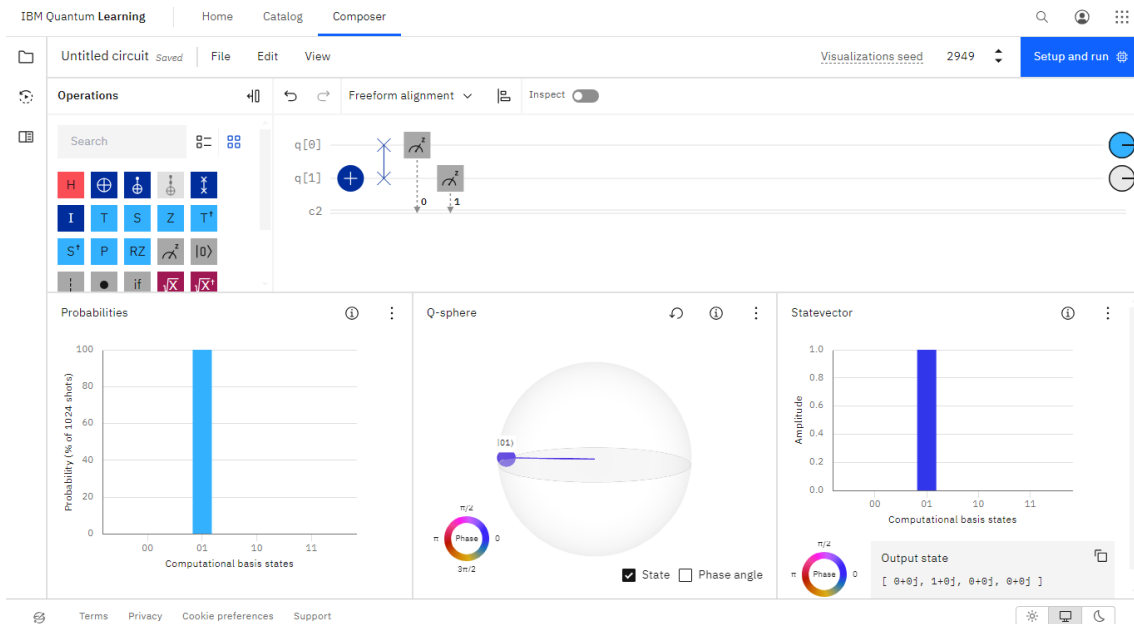 IBM Quantum Learning Home Catalog Composer
Untitled circuit Saved File Edit View Visualizations seed 2949 Setup and run
Operations Freeform alignment Inspect
Search
H
I T S Z T†
S† P RZ z |0⟩
if √X √X†
q[0] z
q[1] + z
c2 0 1
Probabilities
Probability (% of 1024 shots)
100
80
60
40
20
0
00 01 10 11
Computational basis states
Q-sphere
|01⟩
π/2
π Phase 0
3π/2
State Phase angle
Statevector
Amplitude
1.0
0.8
0.6
0.4
0.2
0.0
00 01 10 11
Computational basis states
π/2
π Phase 0
Output state
[ 0+0j, 1+0j, 0+0j, 0+0j ]
Terms Privacy Cookie preferences Support